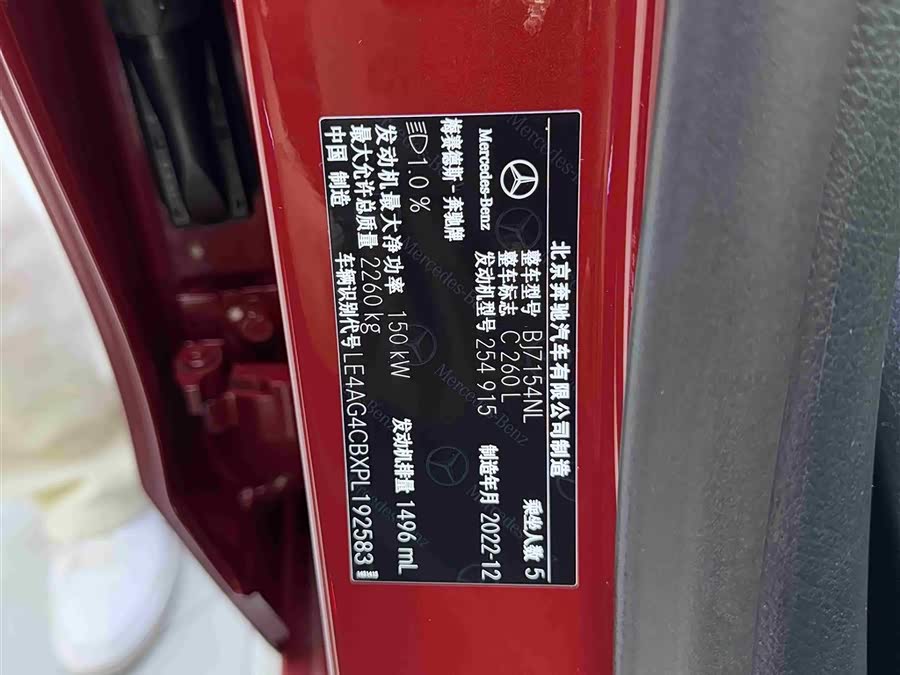 北京奔驰汽车有限公司制造
Mercedes-Benz
梅赛德斯-奔驰牌
整车型号 BJ7154NL 乘坐人数 5
整车标志 C 260 L
发动机型号 254 915 制造年月 2022-12
1.0 %
发动机最大净功率 150 kW 发动机排量 1496 mL
最大允许总质量 2260 kg
中国 制造 车辆识别代号 LE4AG4CBXPL192583